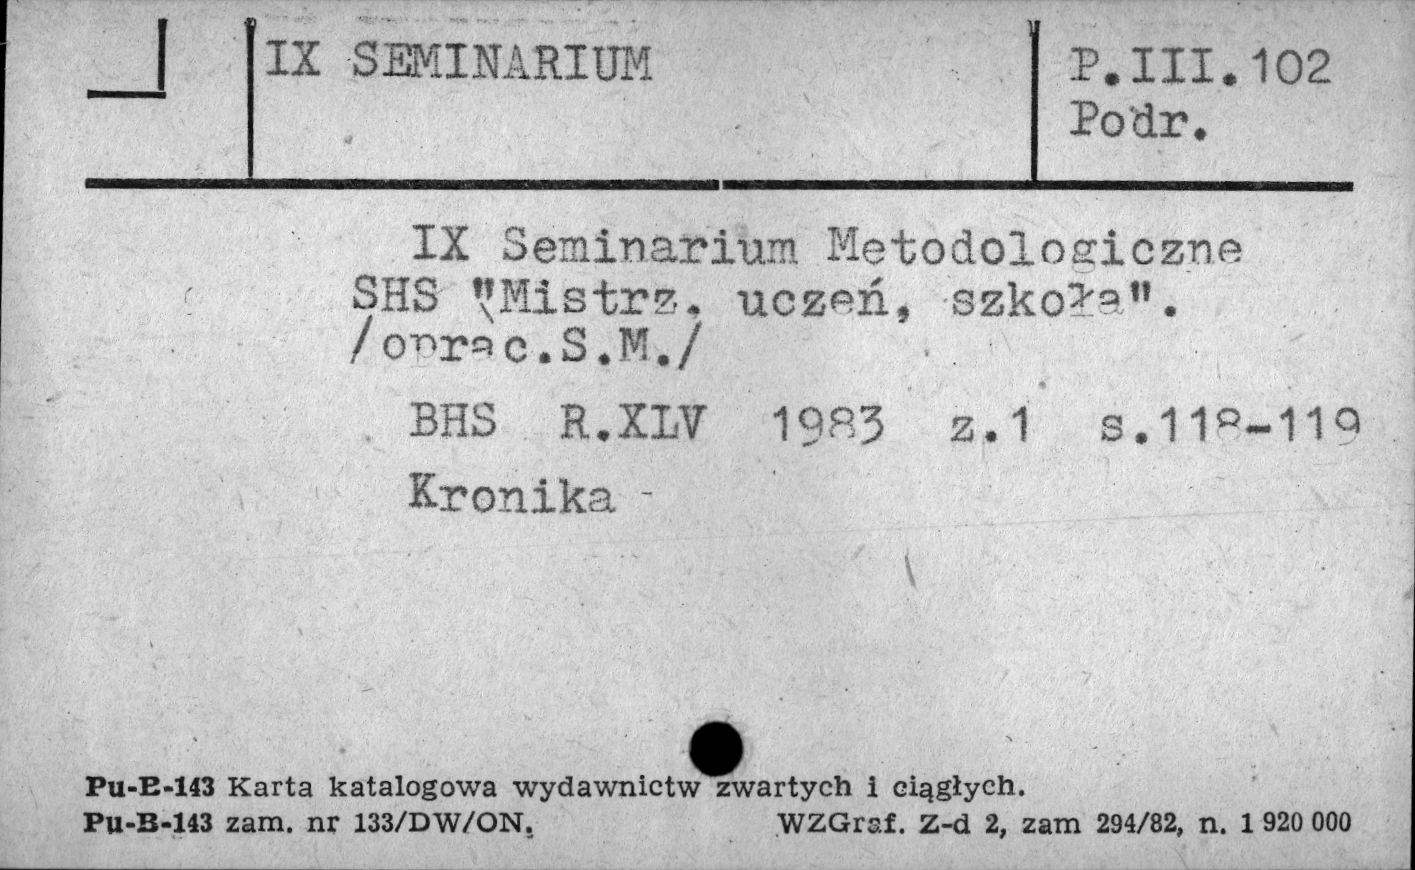 IX SEMINARIUM
P.III.102
Podr.
IX Seminarium Metodologiczne
SHS "Mistrz, uczeń, szkoła".
/oprac.S.M./
BHS R.XLV 1983 z.1 s.118-119
Kronika -
Pu-B-143 Karta katalogowa wydawnictw zwartych i ciągłych.
Pu-B-143 zam. nr 133/DW/ON. WZGraf. Z-d 2, zam 294/82, n. 1 920 000